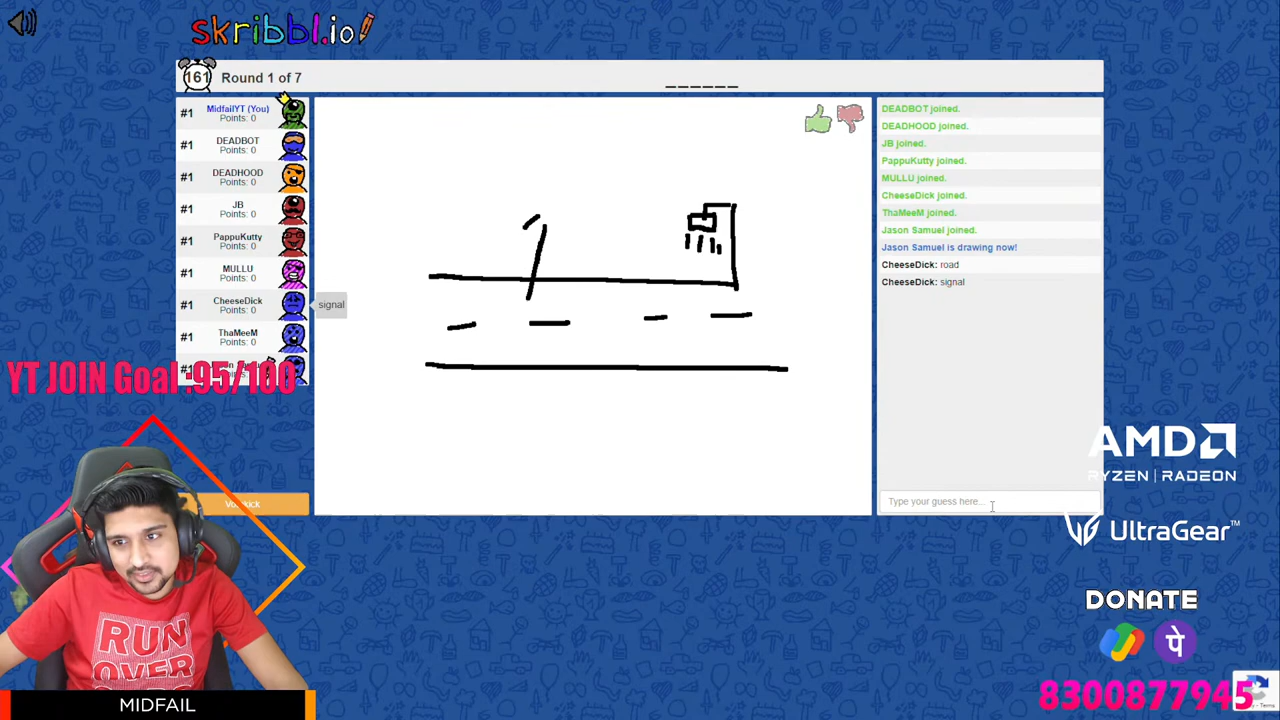 skribbl.io
161 Round 1 of 7
______
#1 MidfailYT (You)
Points: 0
#1 DEADBOT
Points: 0
#1 DEADHOOD
Points: 0
#1 JB
Points: 0
#1 PappuKutty
Points: 0
#1 MULLU
Points: 0
#1 CheeseDick
Points: 0
signal
#1 ThaMeeM
Points: 0
#1
YT JOIN Goal :95/100
DEADBOT joined.
DEADHOOD joined.
JB joined.
PappuKutty joined.
MULLU joined.
CheeseDick joined.
ThaMeeM joined.
Jason Samuel joined.
Jason Samuel is drawing now!
CheeseDick: road
CheeseDick: signal
Type your guess here...
AMD
RYZEN | RADEON
UltraGear™
DONATE
पे
8300877945
Terms
RUN
OVER
MIDFAIL